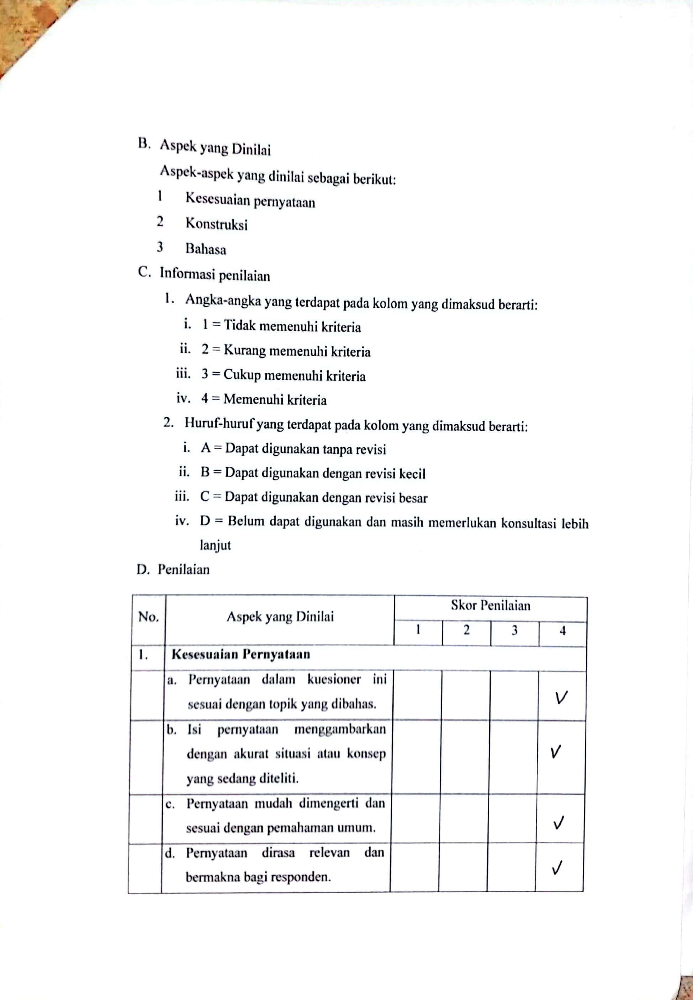 B. Aspek yang Dinilai
Aspek-aspek yang dinilai sebagai berikut:
1 Kesesuaian pernyataan
2 Konstruksi
3 Bahasa
C. Informasi penilaian
1. Angka-angka yang terdapat pada kolom yang dimaksud berarti:
i. 1 = Tidak memenuhi kriteria
ii. 2 = Kurang memenuhi kriteria
iii. 3 = Cukup memenuhi kriteria
iv. 4 = Memenuhi kriteria
2. Huruf-huruf yang terdapat pada kolom yang dimaksud berarti:
i. A = Dapat digunakan tanpa revisi
ii. B = Dapat digunakan dengan revisi kecil
iii. C = Dapat digunakan dengan revisi besar
iv. D = Belum dapat digunakan dan masih memerlukan konsultasi lebih
lanjut
D. Penilaian
No. Aspek yang Dinilai Skor Penilaian
1 2 3 4
1. Kesesuaian Pernyataan
a. Pernyataan dalam kuesioner ini
sesuai dengan topik yang dibahas. ✓
b. Isi pernyataan menggambarkan
dengan akurat situasi atau konsep ✓
yang sedang diteliti.
c. Pernyataan mudah dimengerti dan
sesuai dengan pemahaman umum. ✓
d. Pernyataan dirasa relevan dan
bermakna bagi responden. ✓